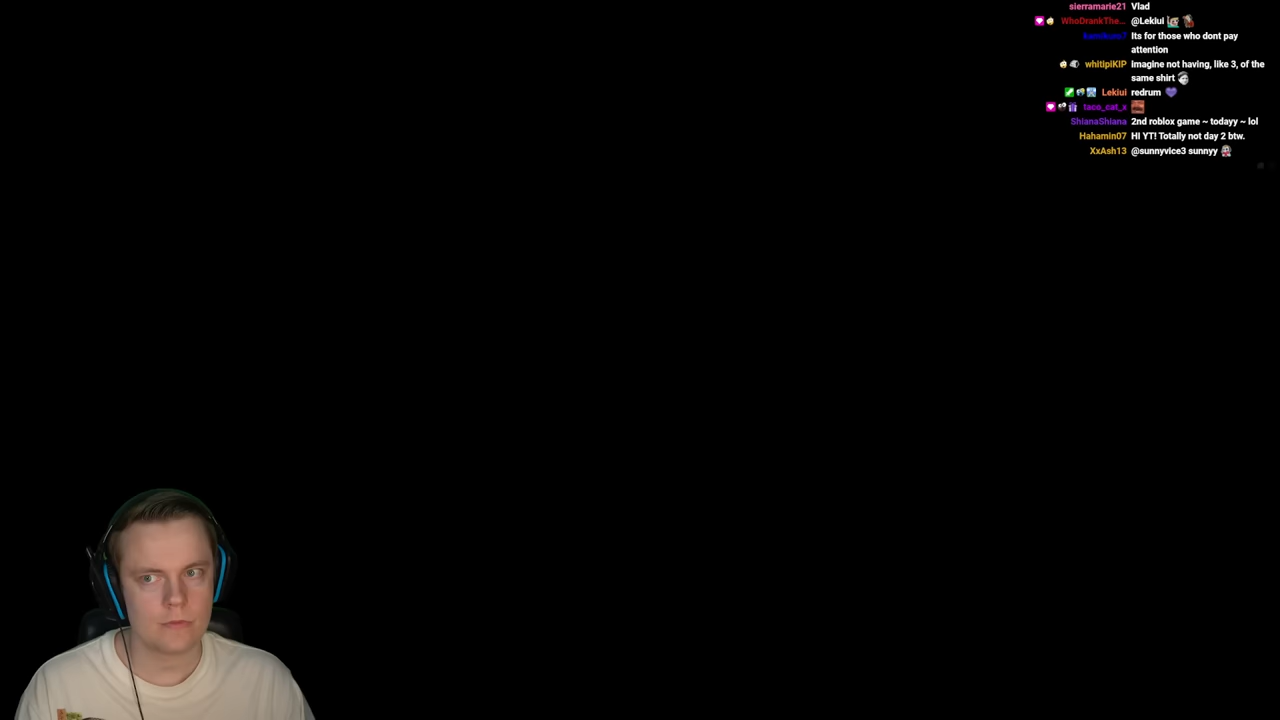 sierramarie21 Vlad
WhoDrankThe... @Lekiui
Its for those who dont pay
attention
whitipiKIP Imagine not having, like 3, of the
same shirt
Lekiui redrum 💜
taco_cat_x
ShianaShiana 2nd roblox game ~ todayy ~ lol
Hahamin07 HI YT! Totally not day 2 btw.
XxAsh13 @sunnyvice3 sunnyy